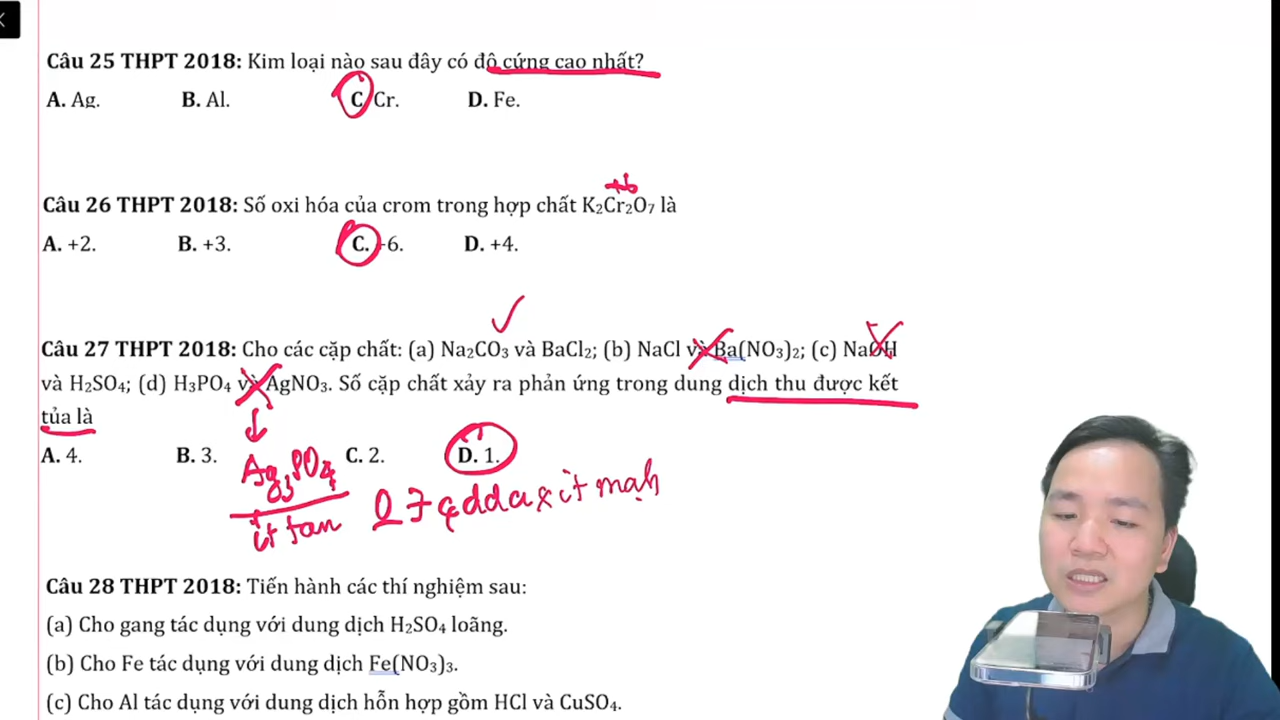 Câu 25 THPT 2018: Kim loại nào sau đây có độ cứng cao nhất?
A. Ag. B. Al. C. Cr. D. Fe.
+6
Câu 26 THPT 2018: Số oxi hóa của crom trong hợp chất K₂Cr₂O₇ là
A. +2. B. +3. C. +6. D. +4.
Câu 27 THPT 2018: Cho các cặp chất: (a) Na₂CO₃ và BaCl₂; (b) NaCl và Ba(NO₃)₂; (c) NaOH
và H₂SO₄; (d) H₃PO₄ và AgNO₃. Số cặp chất xảy ra phản ứng trong dung dịch thu được kết
tủa là
A. 4. B. 3. C. 2. D. 1.
Ag₃PO₄
ít tan
Câu 28 THPT 2018: Tiến hành các thí nghiệm sau:
(a) Cho gang tác dụng với dung dịch H₂SO₄ loãng.
(b) Cho Fe tác dụng với dung dịch Fe(NO₃)₃.
(c) Cho Al tác dụng với dung dịch hỗn hợp gồm HCl và CuSO₄.